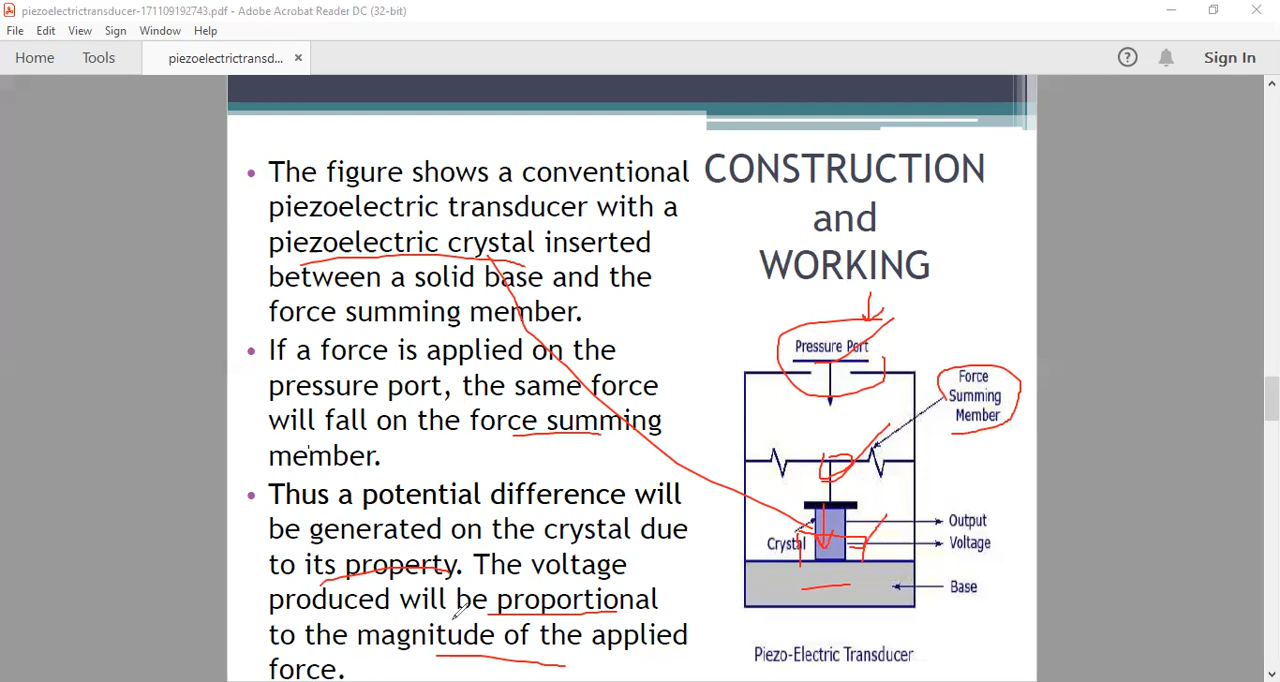 piezoelectrictransducer-171109192743.pdf - Adobe Acrobat Reader DC (32-bit)
File Edit View Sign Window Help
Home Tools piezoelectrictransd... × Sign In
• The figure shows a conventional
piezoelectric transducer with a
piezoelectric crystal inserted
between a solid base and the
force summing member.
• If a force is applied on the
pressure port, the same force
will fall on the force summing
member.
• Thus a potential difference will
be generated on the crystal due
to its property. The voltage
produced will be proportional
to the magnitude of the applied
force.
CONSTRUCTION
and
WORKING
Pressure Port
Force
Summing
Member
Crystal
Output
Voltage
Base
Piezo-Electric Transducer